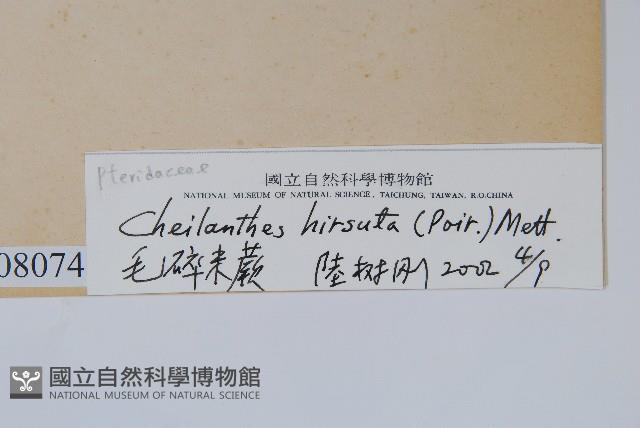 Pteridaceae
國立自然科學博物館
NATIONAL MUSEUM OF NATURAL SCIENCE, TAICHUNG, TAIWAN, R.O.CHINA
Cheilanthes hirsuta (Poir.) Mett.
毛碎米蕨 陸树刚 2002 4/9
08074
國立自然科學博物館
NATIONAL MUSEUM OF NATURAL SCIENCE